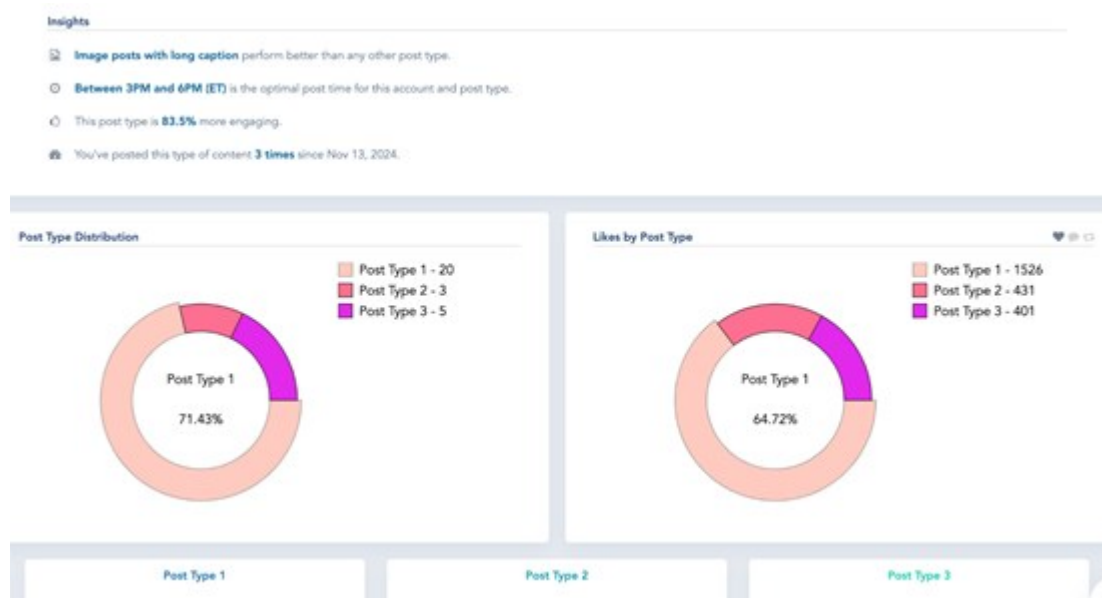 Insights
Image posts with long caption perform better than any other post type.
Between 3PM and 6PM (ET) is the optimal post time for this account and post type.
This post type is 83.5% more engaging.
You've posted this type of content 3 times since Nov 13, 2024.
Post Type Distribution
Post Type 1 - 20
Post Type 2 - 3
Post Type 3 - 5
Post Type 1
71.43%
Likes by Post Type
Post Type 1 - 1526
Post Type 2 - 431
Post Type 3 - 401
Post Type 1
64.72%
Post Type 1
Post Type 2
Post Type 3